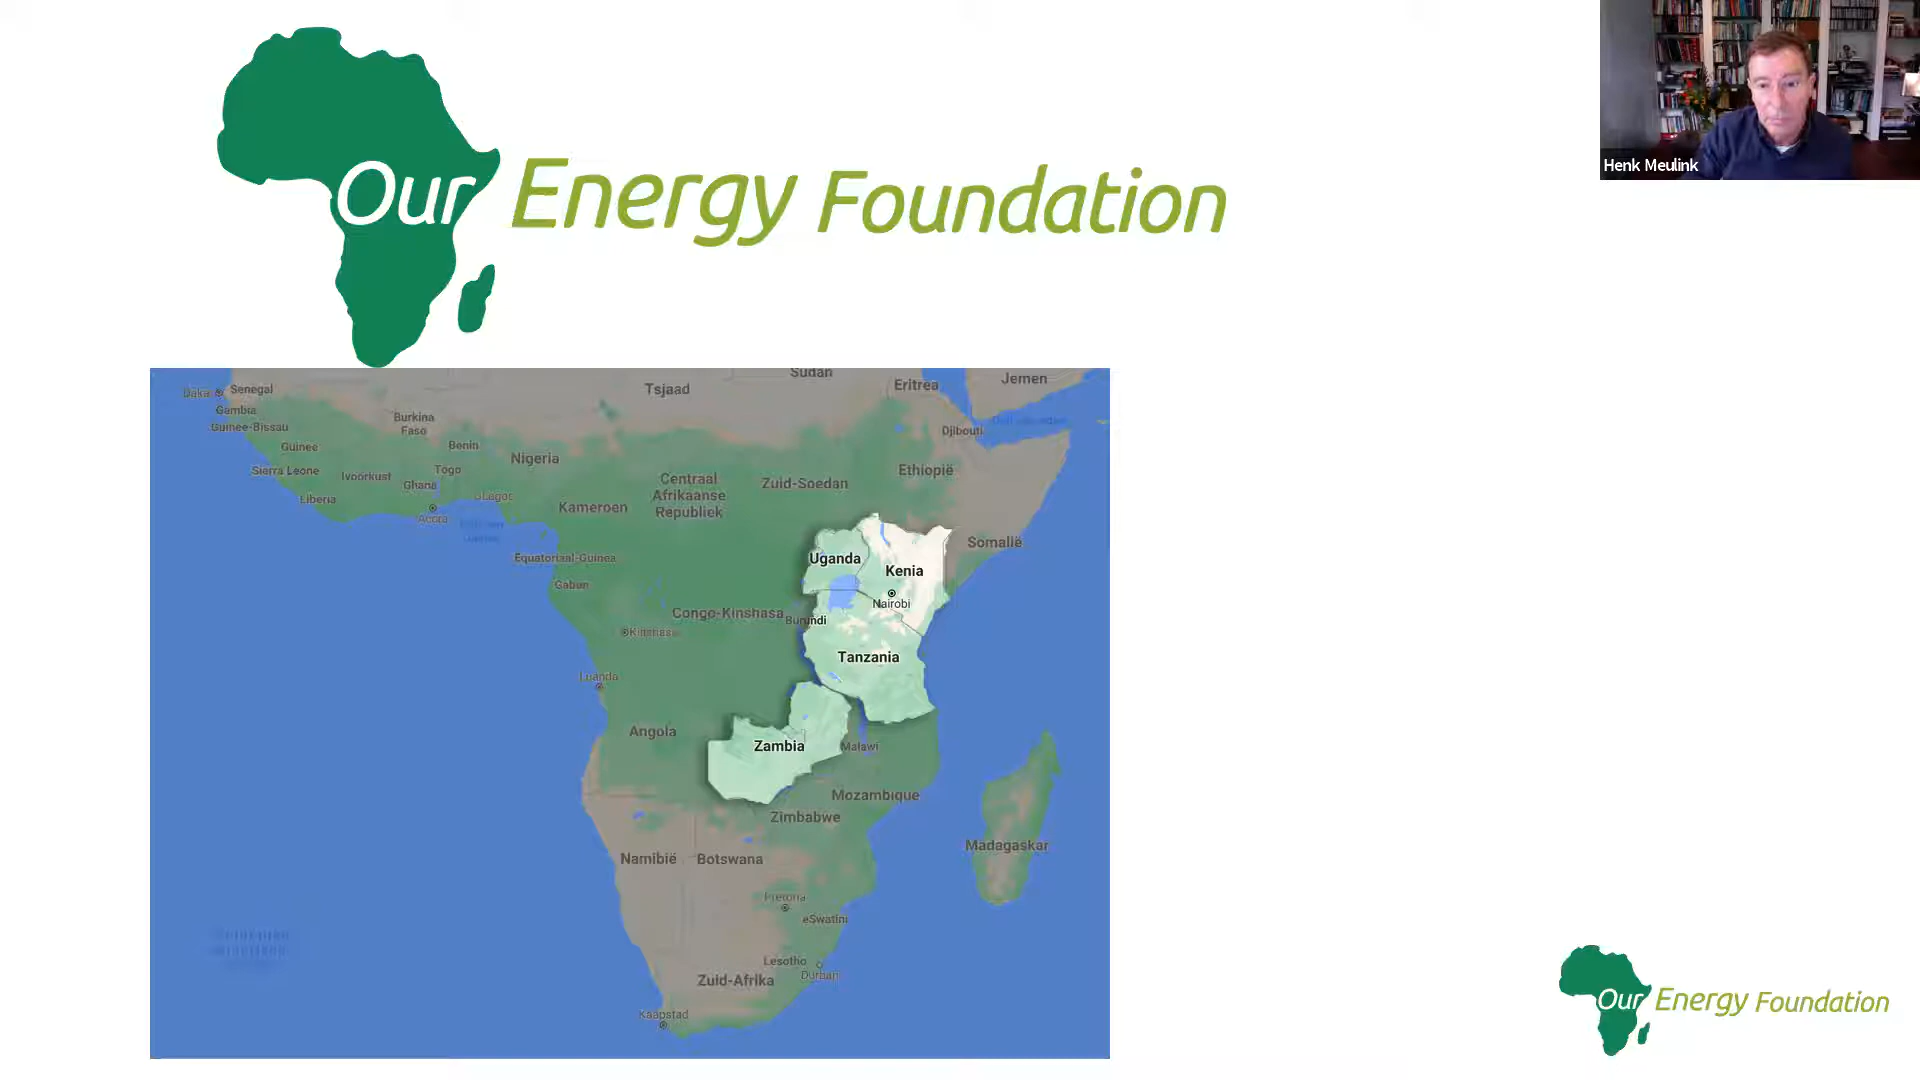 Our Energy Foundation
Henk Meulink
Sudan
Jemen
Tsjaad
Eritrea
Daka
Senegal
Gambia
Burkina
Faso
Guinee-Bissau
Djibouti
Guinee
Benin
Nigeria
Sierra Leone
Ivoorkust
Togo
Ghana
Ethiopië
Centraal
Afrikaanse
Republiek
Zuid-Soedan
Liberia
Kameroen
Accra
Somalië
Equatoriaal-Guinea
Uganda
Kenia
Gabun
Nairobi
Congo-Kinshasa
Burundi
Kinshasa
Tanzania
Luanda
Angola
Zambia
Malawi
Mozambique
Zimbabwe
Madagaskar
Namibië
Botswana
Pretoria
eSwatini
Lesotho
Durban
Zuid-Afrika
Kaapstad
Our Energy Foundation